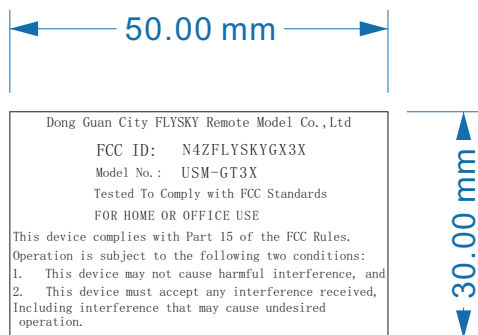 50.00 mm
Dong Guan City FLYSKY Remote Model Co.,Ltd
FCC ID: N4ZFLYSKYGX3X
Model No.: USM-GT3X
Tested To Comply with FCC Standards
FOR HOME OR OFFICE USE
This device complies with Part 15 of the FCC Rules.
Operation is subject to the following two conditions:
1. This device may not cause harmful interference, and
2. This device must accept any interference received,
Including interference that may cause undesired
operation.
30.00 mm